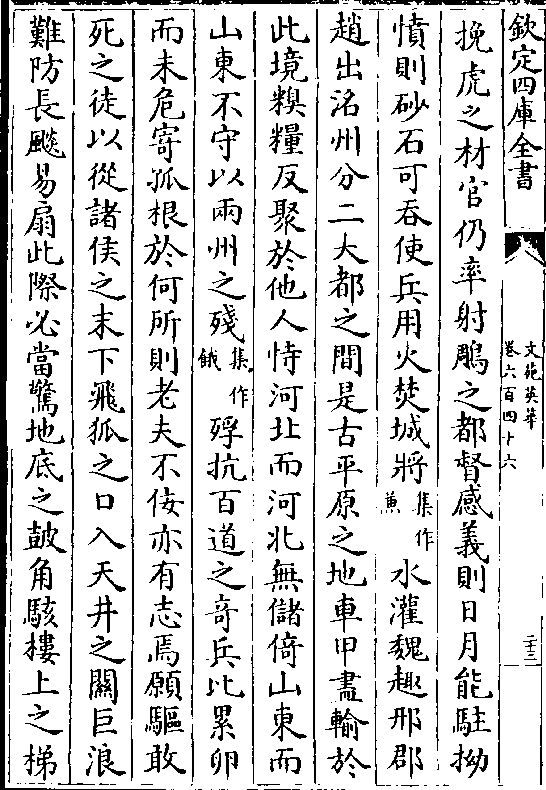 欽定四庫全書
文苑英華
卷六百四十六
二十三
挽虎之材官仍率射鵰之都督感義則日月能駐拗
憤則砂石可吞使兵用火焚城將集作兼水灌魏趣邢郡
趙出洺州分二大都之間是古平原之地車甲盡輸於
此境糗糧反聚於他人恃河北而河北無儲倚山東而
山東不守以兩州之殘集作餓殍抗百道之奇兵比累卵
而未危寄孤根於何所則老夫不佞亦有志焉願驅敢
死之徒以從諸侯之末下飛狐之口入天井之關巨浪
難防長飈易扇此際必當驚地底之皷角駭樓上之梯